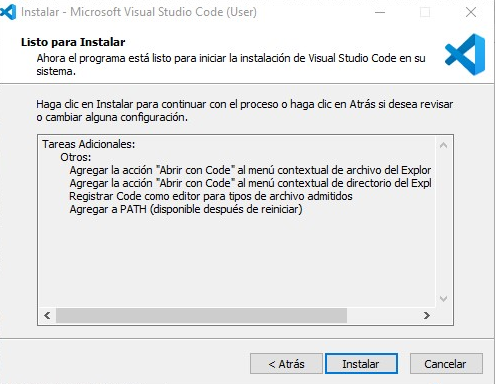 Instalar - Microsoft Visual Studio Code (User)
Listo para Instalar
Ahora el programa está listo para iniciar la instalación de Visual Studio Code en su
sistema.
Haga clic en Instalar para continuar con el proceso o haga clic en Atrás si desea revisar
o cambiar alguna configuración.
Tareas Adicionales:
Otros:
Agregar la acción "Abrir con Code" al menú contextual de archivo del Explor
Agregar la acción "Abrir con Code" al menú contextual de directorio del Expl
Registrar Code como editor para tipos de archivo admitidos
Agregar a PATH (disponible después de reiniciar)
< Atrás
Instalar
Cancelar